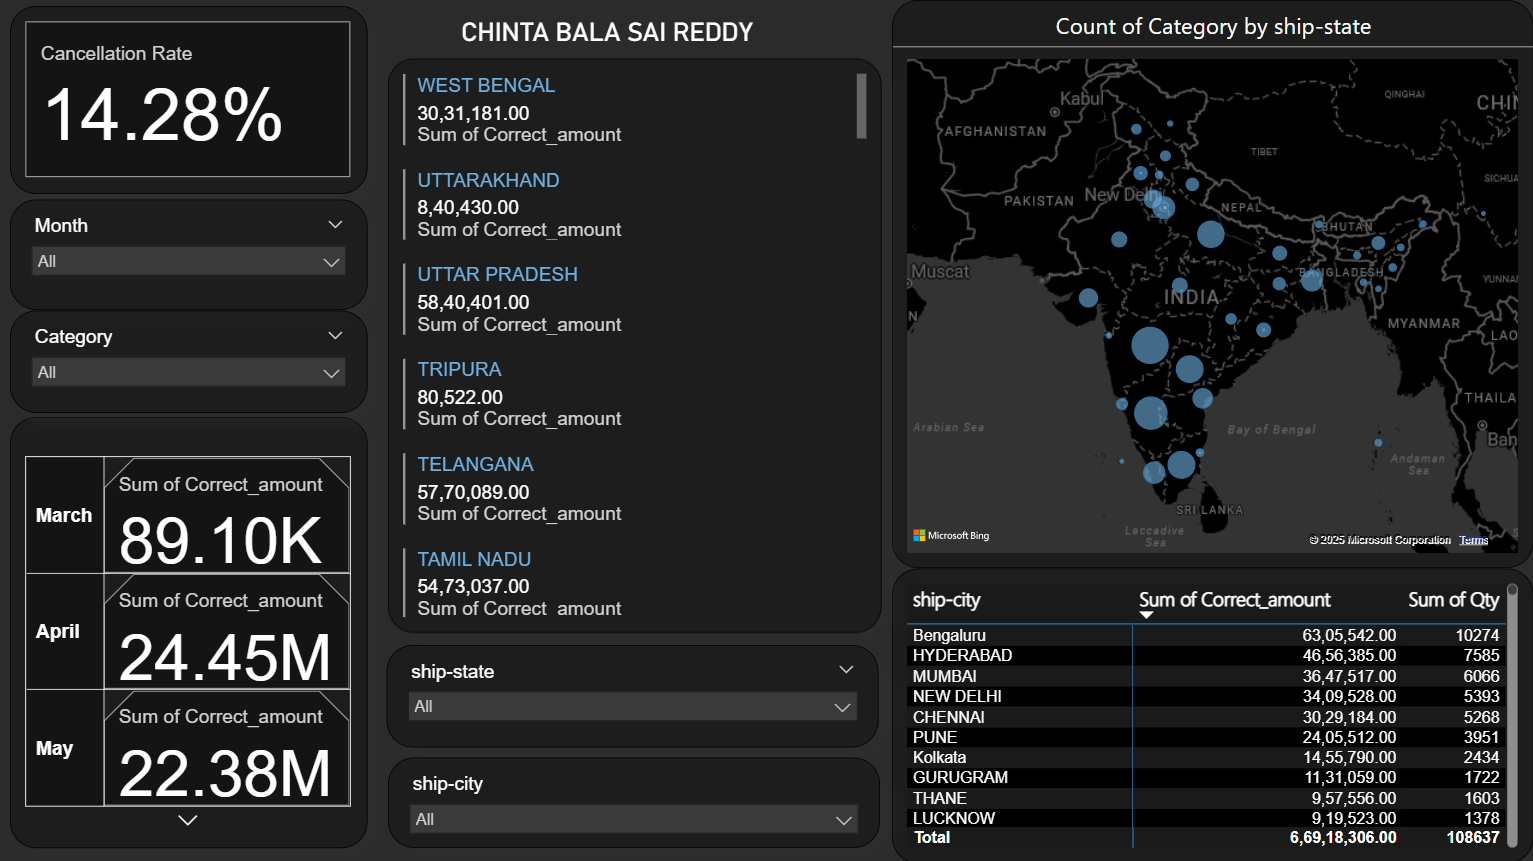 Cancellation Rate
14.28%
Month
All
Category
All
March
Sum of Correct_amount
89.10K
April
Sum of Correct_amount
24.45M
May
Sum of Correct_amount
22.38M
CHINTA BALA SAI REDDY
WEST BENGAL
30,31,181.00
Sum of Correct_amount
UTTARAKHAND
8,40,430.00
Sum of Correct_amount
UTTAR PRADESH
58,40,401.00
Sum of Correct_amount
TRIPURA
80,522.00
Sum of Correct_amount
TELANGANA
57,70,089.00
Sum of Correct_amount
TAMIL NADU
54,73,037.00
Sum of Correct_amount
ship-state
All
ship-city
All
Count of Category by ship-state
Kabul
QINGHAI
CHIN
AFGHANISTAN
TIBET
SICHUA
PAKISTAN
New Delhi
NEPAL
BHUTAN
Muscat
BANGLADESH
YUNNA
INDIA
N
MYANMAR
LAO
THAILA
Arabian Sea
Bay of Bengal
Ban
Andaman
Sea
SRI LANKA
Laccadive
Sea
Microsoft Bing
© 2025 Microsoft Corporation Terms
ship-city Sum of Correct_amount Sum of Qty
Bengaluru 63,05,542.00 10274
HYDERABAD 46,56,385.00 7585
MUMBAI 36,47,517.00 6066
NEW DELHI 34,09,528.00 5393
CHENNAI 30,29,184.00 5268
PUNE 24,05,512.00 3951
Kolkata 14,55,790.00 2434
GURUGRAM 11,31,059.00 1722
THANE 9,57,556.00 1603
LUCKNOW 9,19,523.00 1378
Total 6,69,18,306.00 108637